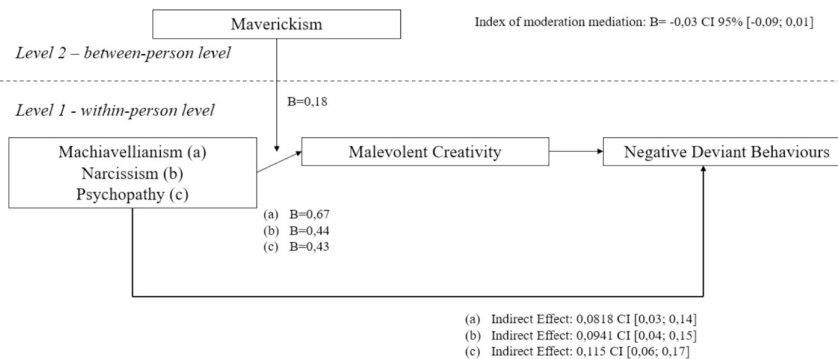 Maverickism
Index of moderation mediation: B= -0,03 CI 95% [-0,09; 0,01]
Level 2 – between-person level
Level 1 - within-person level
B=0,18
Machiavellianism (a)
Narcissism (b)
Psychopathy (c)
Malevolent Creativity
Negative Deviant Behaviours
(a) B=0,67
(b) B=0,44
(c) B=0,43
(a) Indirect Effect: 0,0818 CI [0,03; 0,14]
(b) Indirect Effect: 0,0941 CI [0,04; 0,15]
(c) Indirect Effect: 0,115 CI [0,06; 0,17]